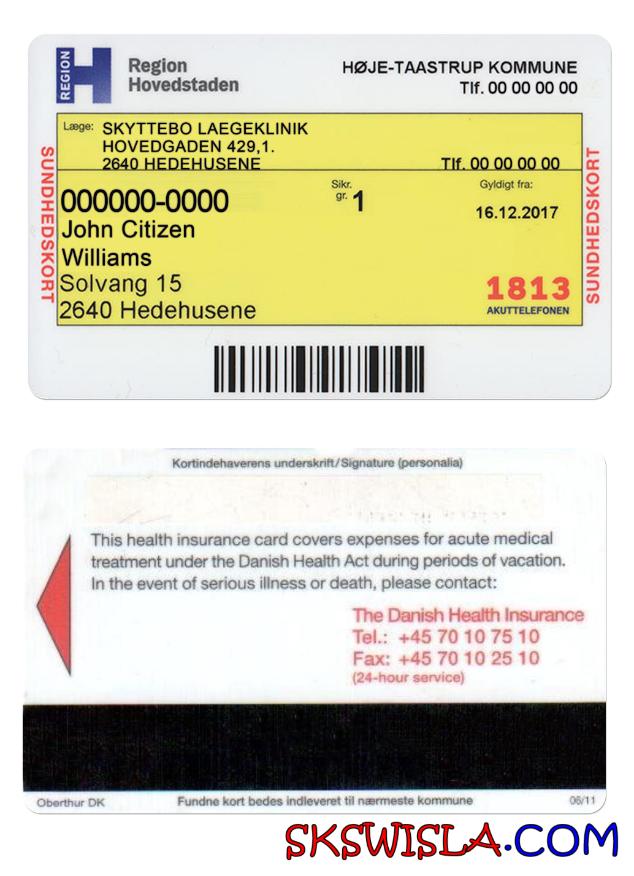 REGION
Region
Hovedstaden
HØJE-TAASTRUP KOMMUNE
Tlf. 00 00 00 00
Læge: SKYTTEBO LAEGEKLINIK
HOVEDGADEN 429,1.
2640 HEDEHUSENE Tlf. 00 00 00 00
SUNDHEDSKORT
000000-0000
Sikr.
gr. 1
Gyldigt fra:
16.12.2017
John Citizen
Williams
Solvang 15
2640 Hedehusene
1813
AKUTTELEFONEN
SUNDHEDSKORT
Kortindehaverens underskrift/Signature (personalia)
This health insurance card covers expenses for acute medical
treatment under the Danish Health Act during periods of vacation.
In the event of serious illness or death, please contact:
The Danish Health Insurance
Tel.: +45 70 10 75 10
Fax: +45 70 10 25 10
(24-hour service)
Oberthur DK Fundne kort bedes indleveret til nærmeste kommune 06/11
SKSWISLA.COM